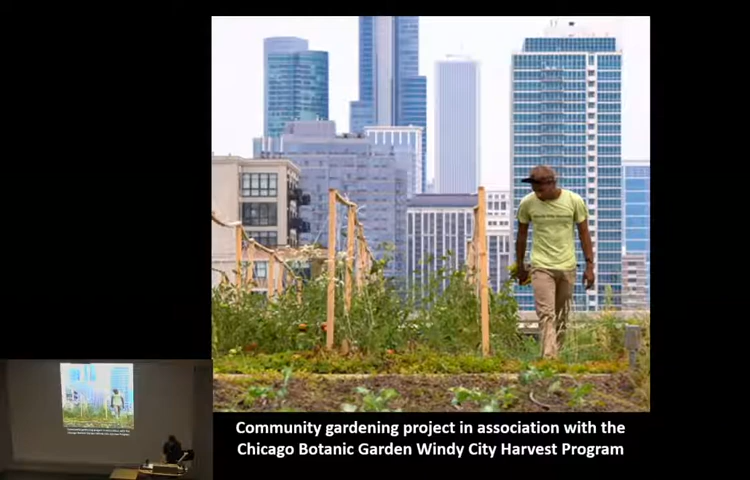 Community gardening project in association with the
Chicago Botanic Garden Windy City Harvest Program